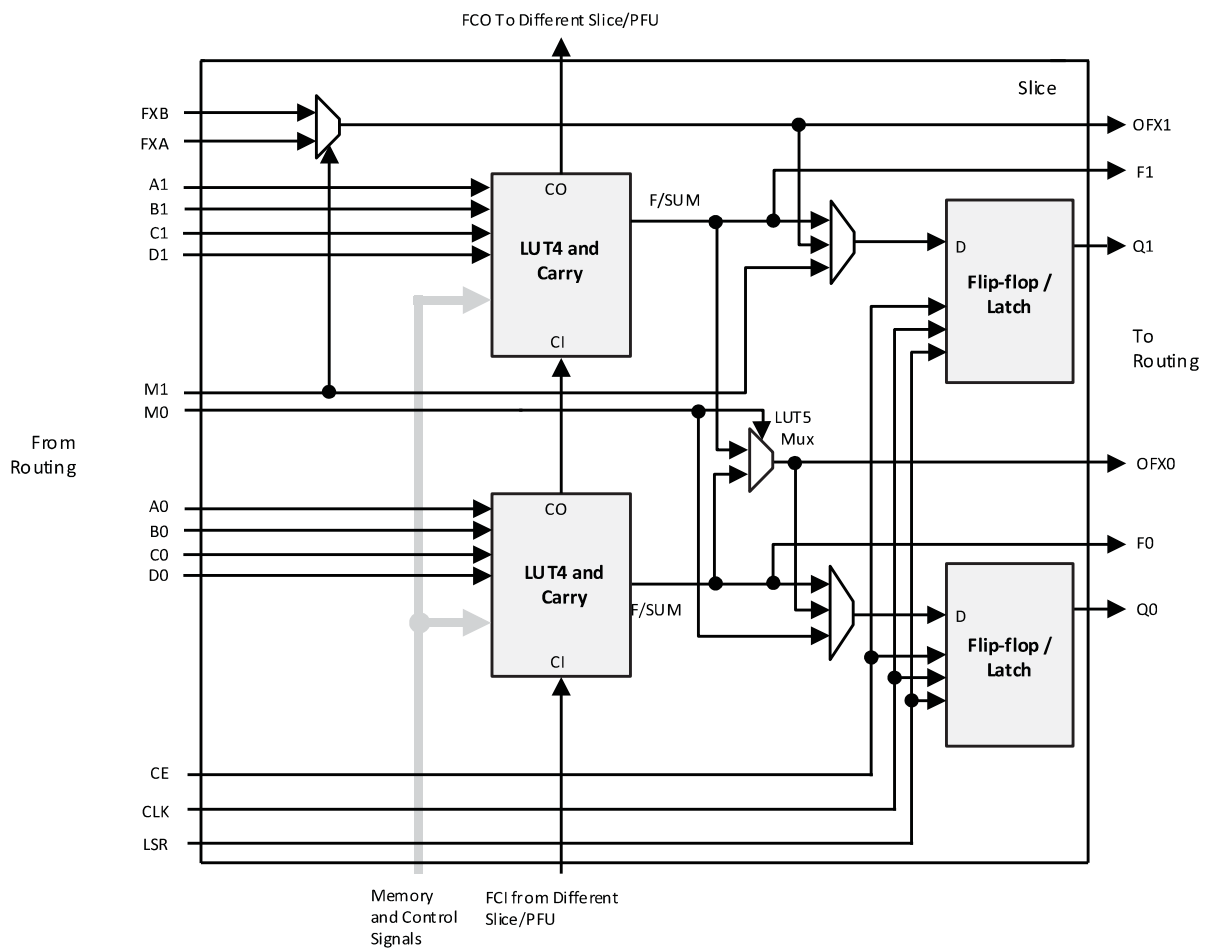 FCO To Different Slice/PFU
Slice
FXB
FXA
OFX1
F1
A1
B1
C1
D1
CO
LUT4 and
Carry
CI
F/SUM
D
Flip-flop /
Latch
Q1
To
Routing
M1
M0
From
Routing
LUT5
Mux
OFX0
A0
B0
C0
D0
CO
LUT4 and
Carry
CI
F/SUM
F0
D
Flip-flop /
Latch
Q0
CE
CLK
LSR
Memory
and Control
Signals
FCI from Different
Slice/PFU